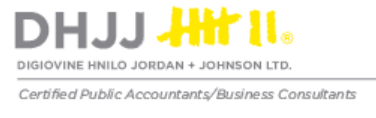 DHJJ ®
DIGIOVINE HNILO JORDAN + JOHNSON LTD.
Certified Public Accountants/Business Consultants